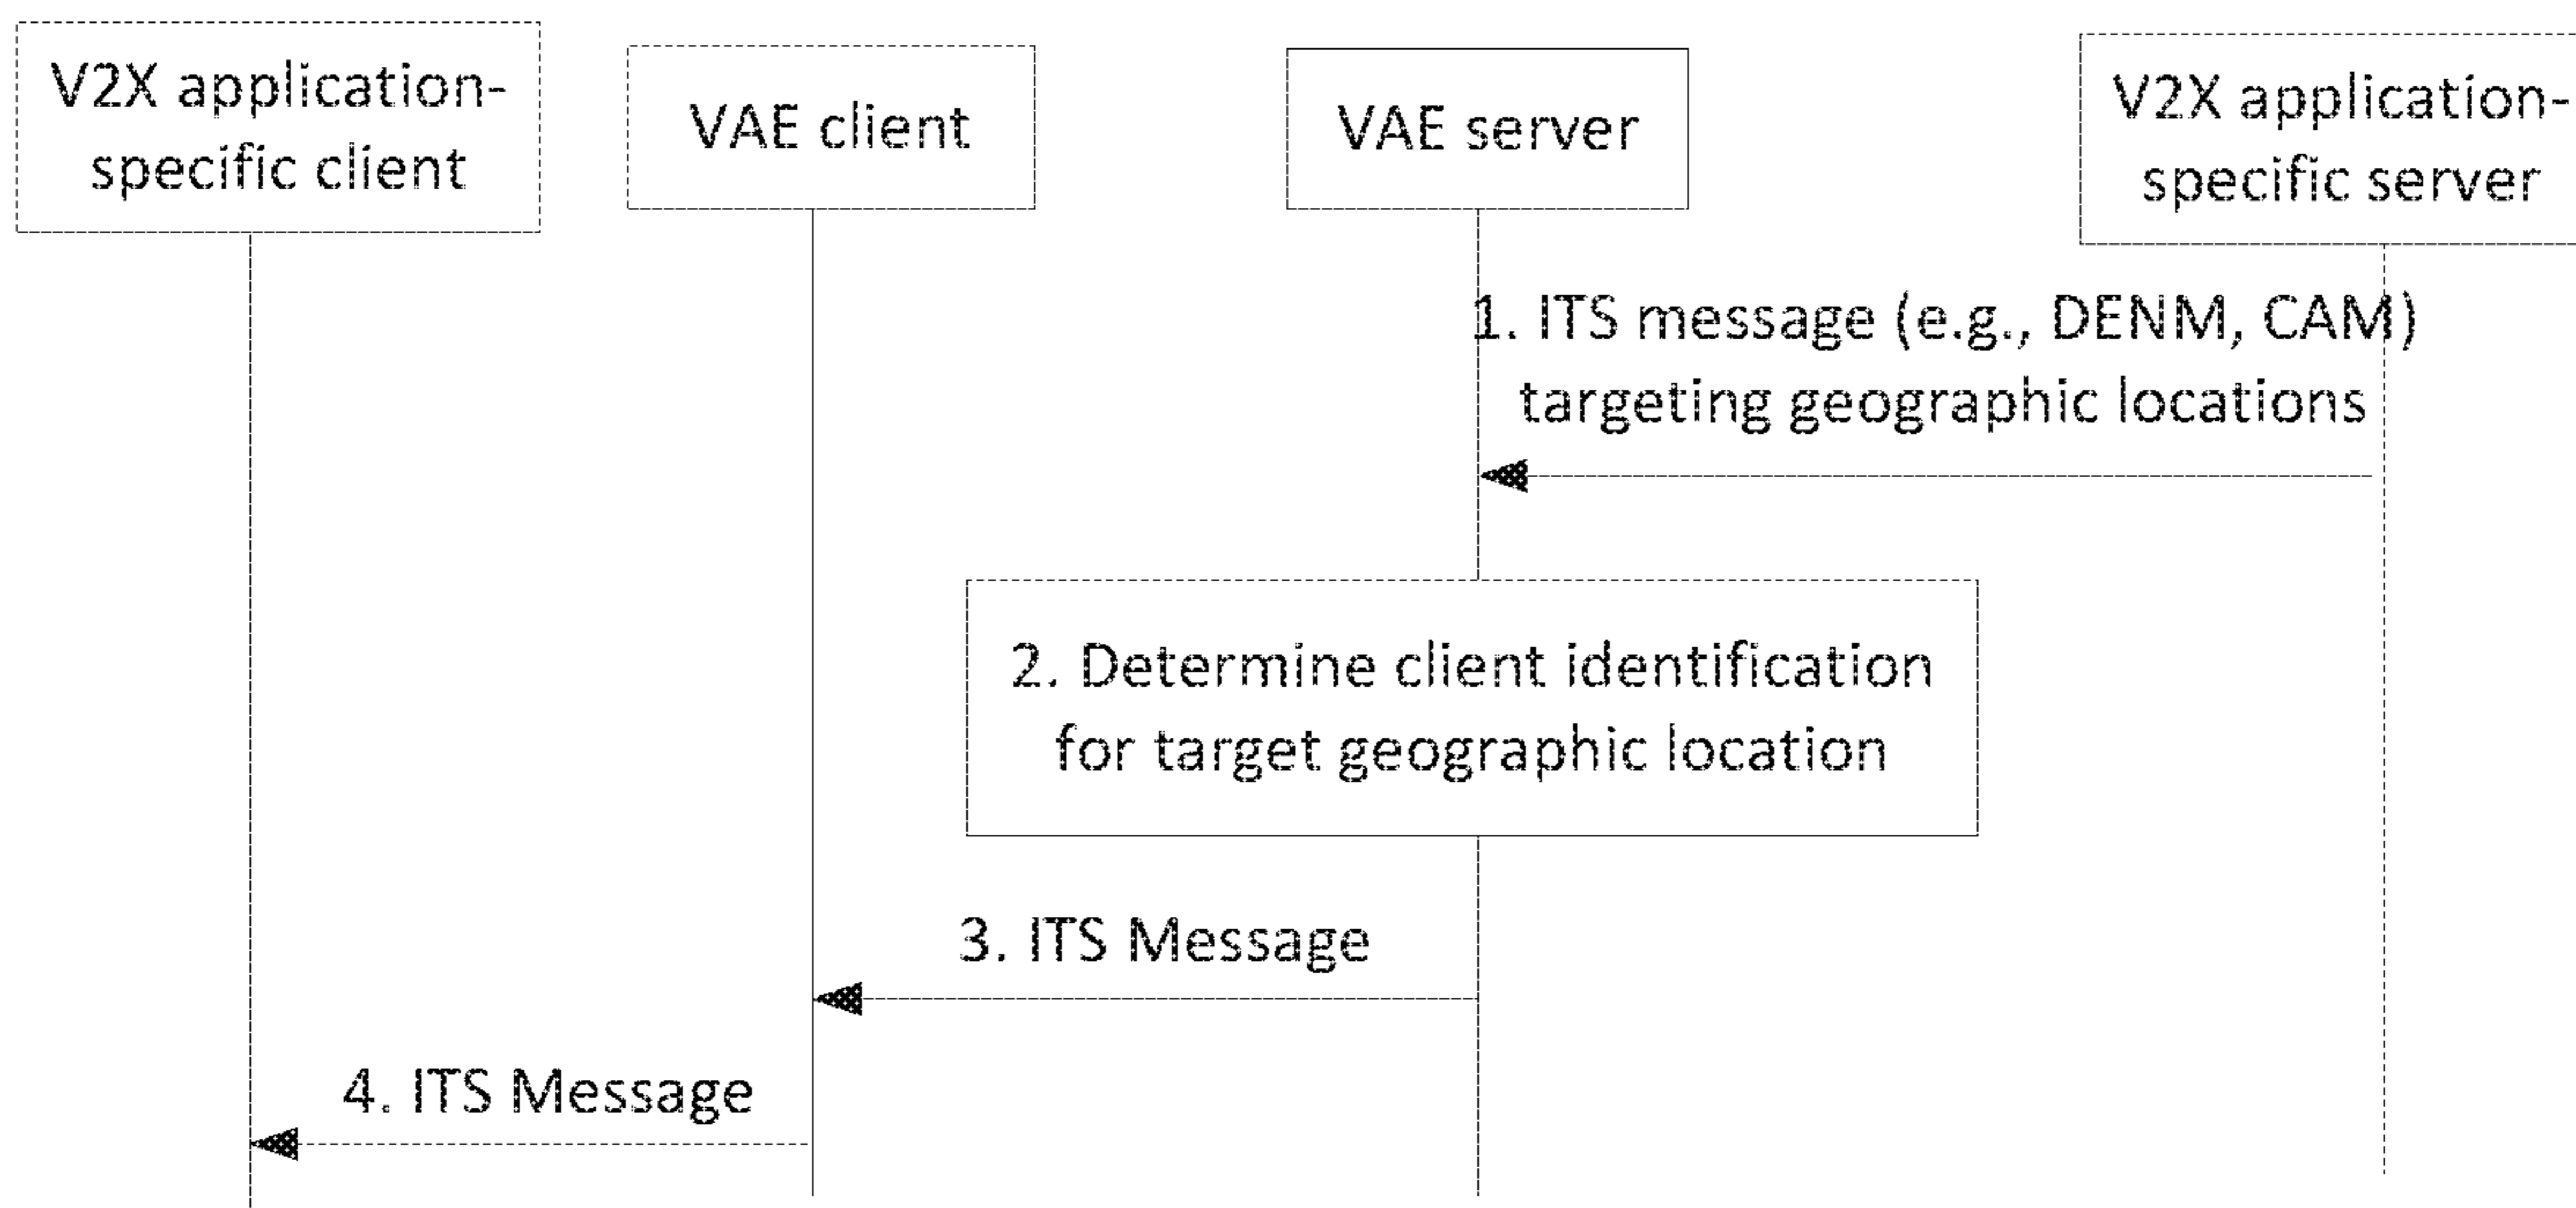 V2X application-
specific client
VAE client
VAE server
V2X application-
specific server
1. ITS message (e.g., DENM, CAM)
targeting geographic locations
2. Determine client identification
for target geographic location
3. ITS Message
4. ITS Message